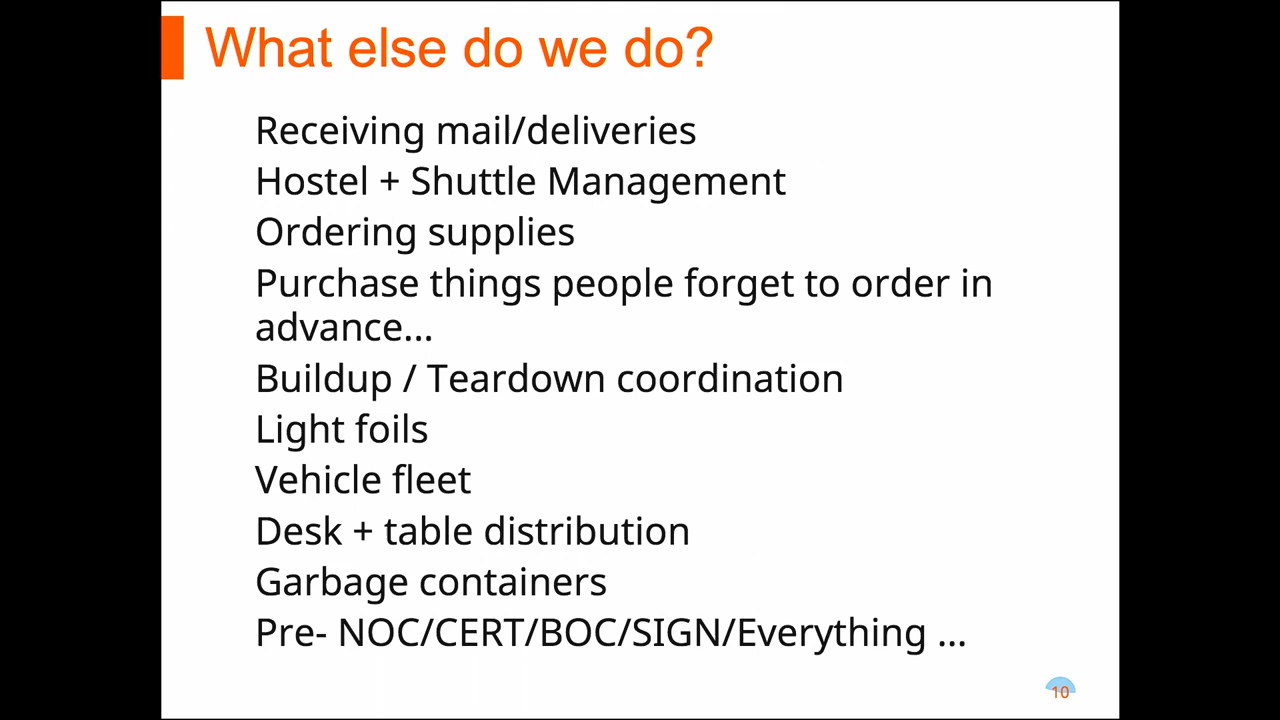 What else do we do?
Receiving mail/deliveries
Hostel + Shuttle Management
Ordering supplies
Purchase things people forget to order in
advance...
Buildup / Teardown coordination
Light foils
Vehicle fleet
Desk + table distribution
Garbage containers
Pre- NOC/CERT/BOC/SIGN/Everything ...
10